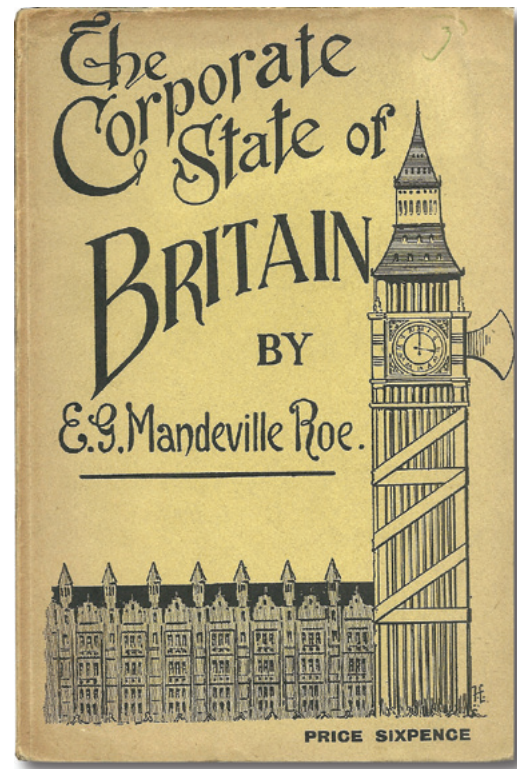 The
Corporate
State of
BRITAIN
BY
E.G. Mandeville Roe.
PRICE SIXPENCE